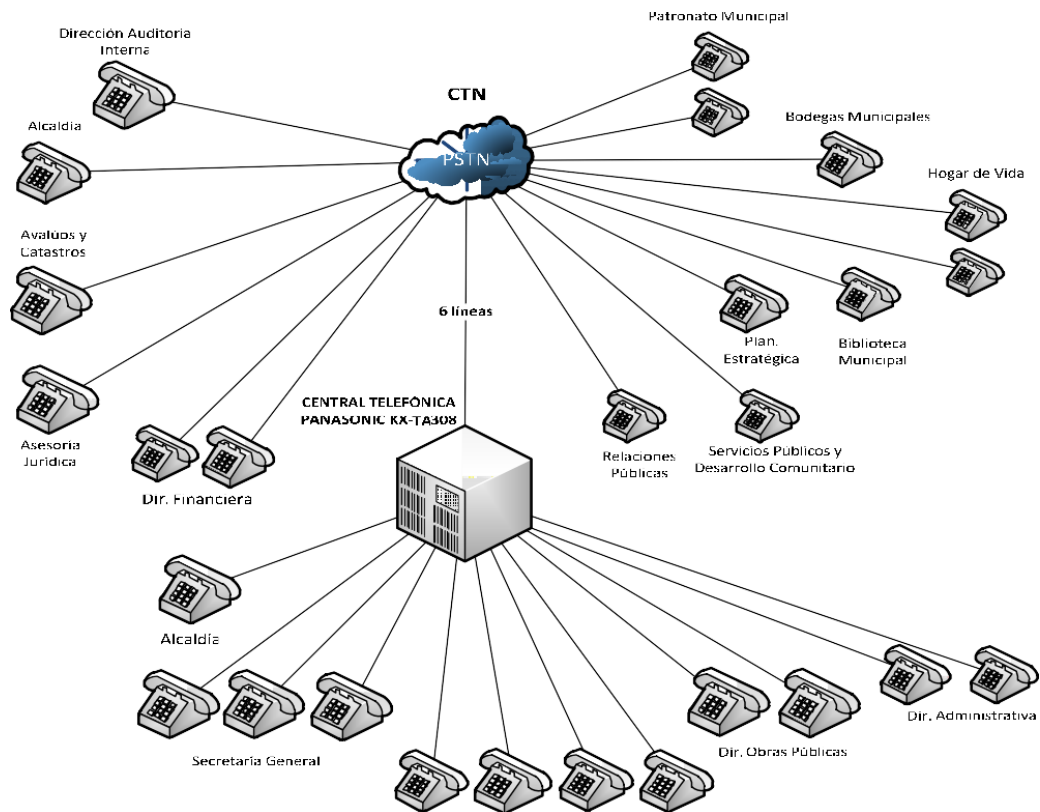 Patronato Municipal
Dirección Auditoria
Interna
CTN
Alcaldía
Bodegas Municipales
PSTN
Hogar de Vida
Avalúos y
Catastros
6 líneas
Plan.
Estratégica
Biblioteca
Municipal
CENTRAL TELEFÓNICA
PANASONIC KX-TA308
Asesoría
Jurídica
Relaciones
Públicas
Servicios Públicos y
Desarrollo Comunitario
Dir. Financiera
Alcaldía
Dir. Administrativa
Dir. Obras Públicas
Secretaría General